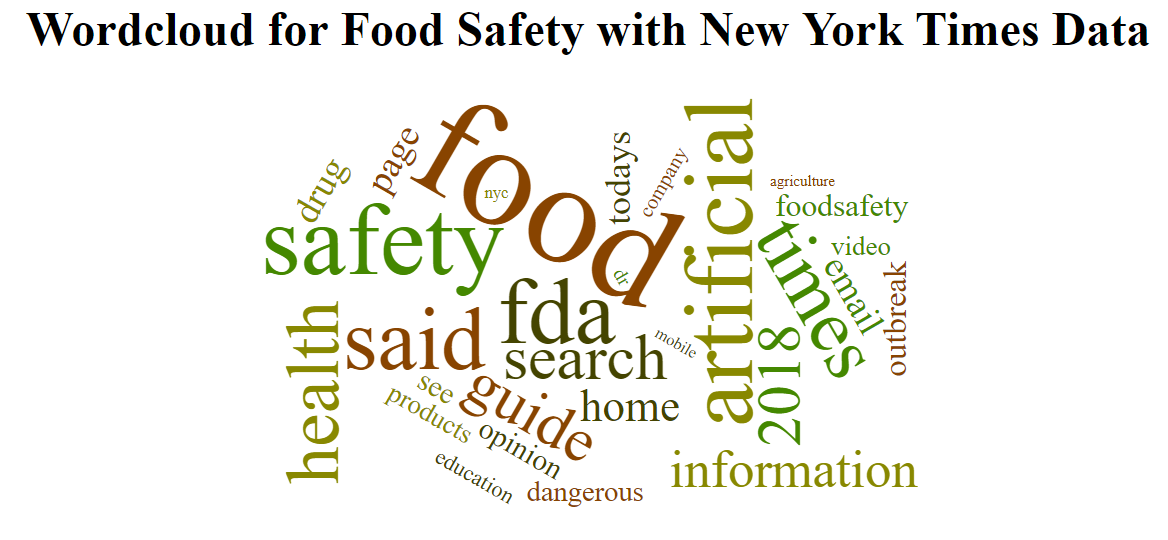 Wordcloud for Food Safety with New York Times Data
food
artificial
safety
times
fda
said
health
search
guide
information
2018
home
drug
page
nyc
todays
company
agriculture
foodsafety
video
email
outbreak
dr
mobile
see
products
opinion
education
dangerous